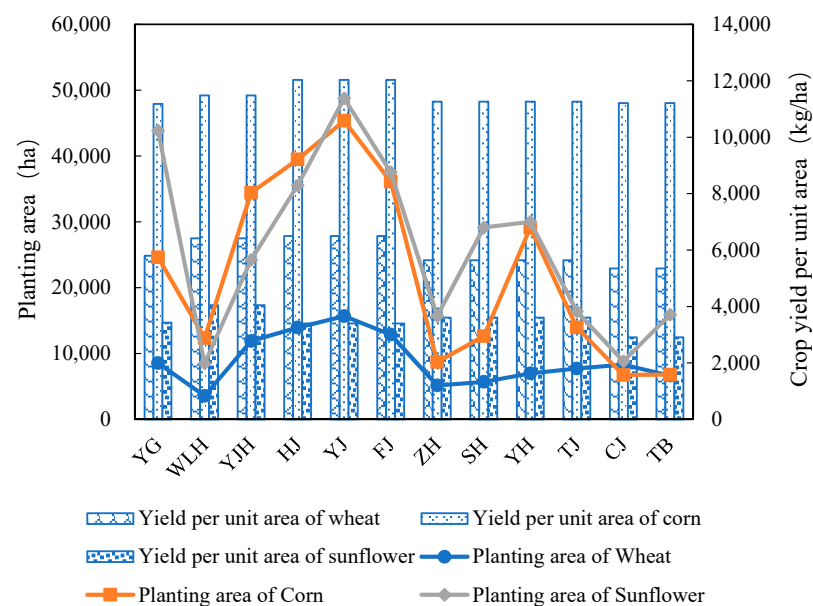 60,000
50,000
40,000
30,000
20,000
10,000
0
Planting area（ha）
14,000
12,000
10,000
8,000
6,000
4,000
2,000
0
Crop yield per unit area（kg/ha）
YG WLH YJH HJ YJ FJ ZH SH YH TJ CJ TB
Yield per unit area of wheat Yield per unit area of corn
Yield per unit area of sunflower Planting area of Wheat
Planting area of Corn Planting area of Sunflower